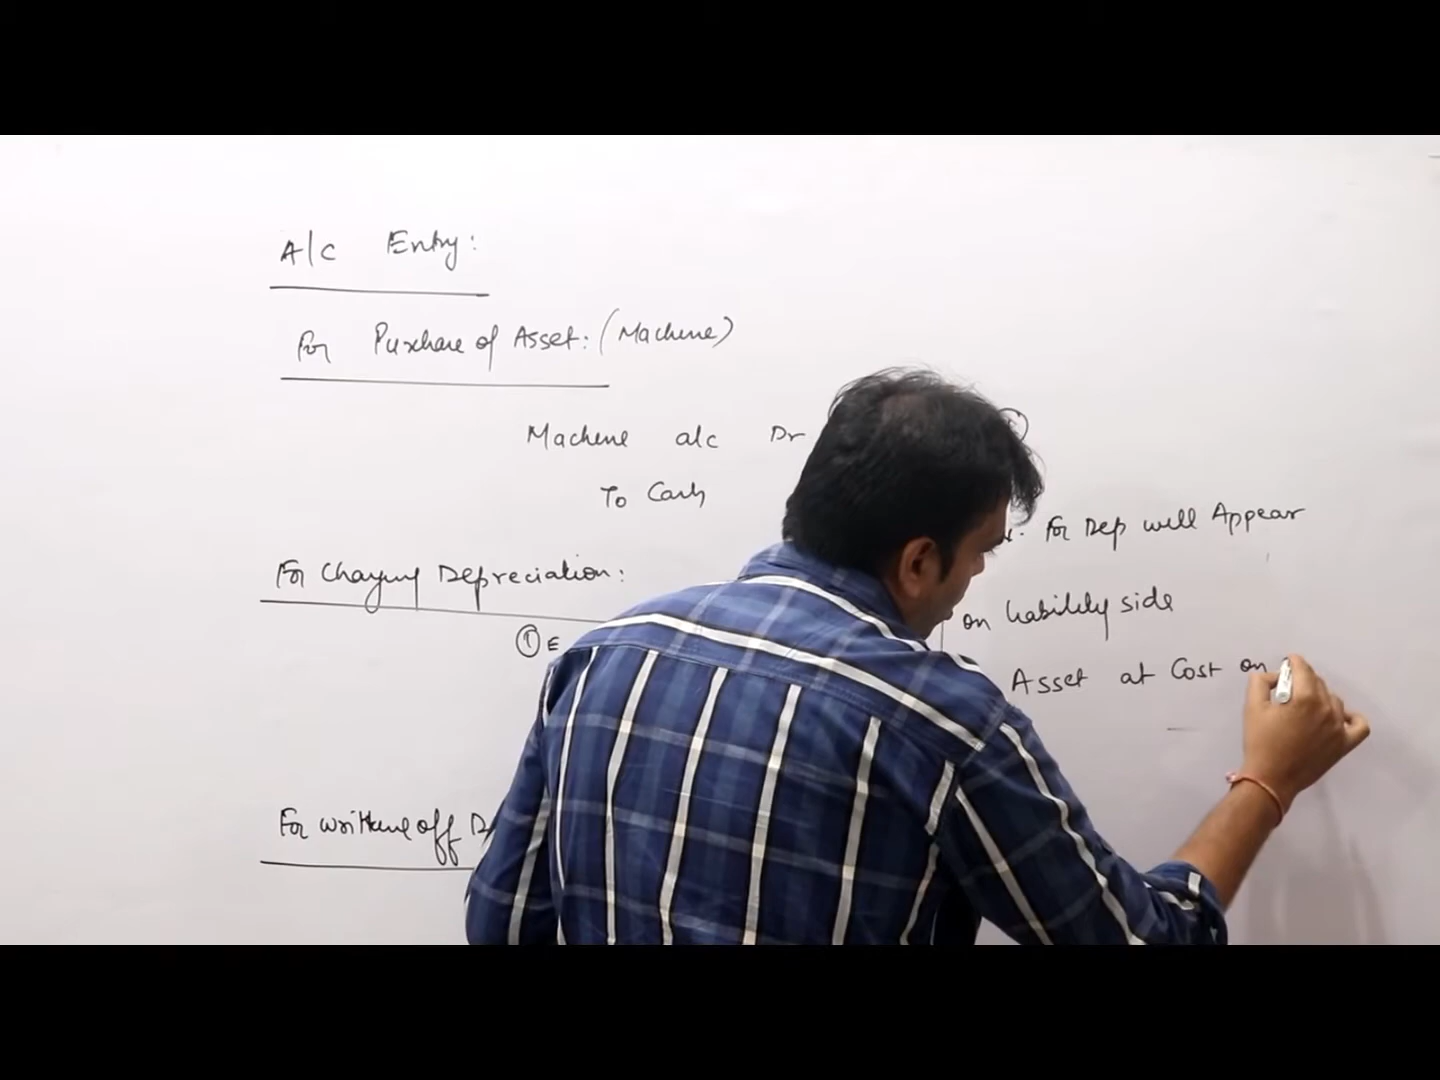 A/c Entry:
For Purchase of Asset: (Machine)
Machine a/c Dr
To Cash
For Charging Depreciation:
① E
For written off D
For Dep will Appear
on liability side
Asset at Cost on